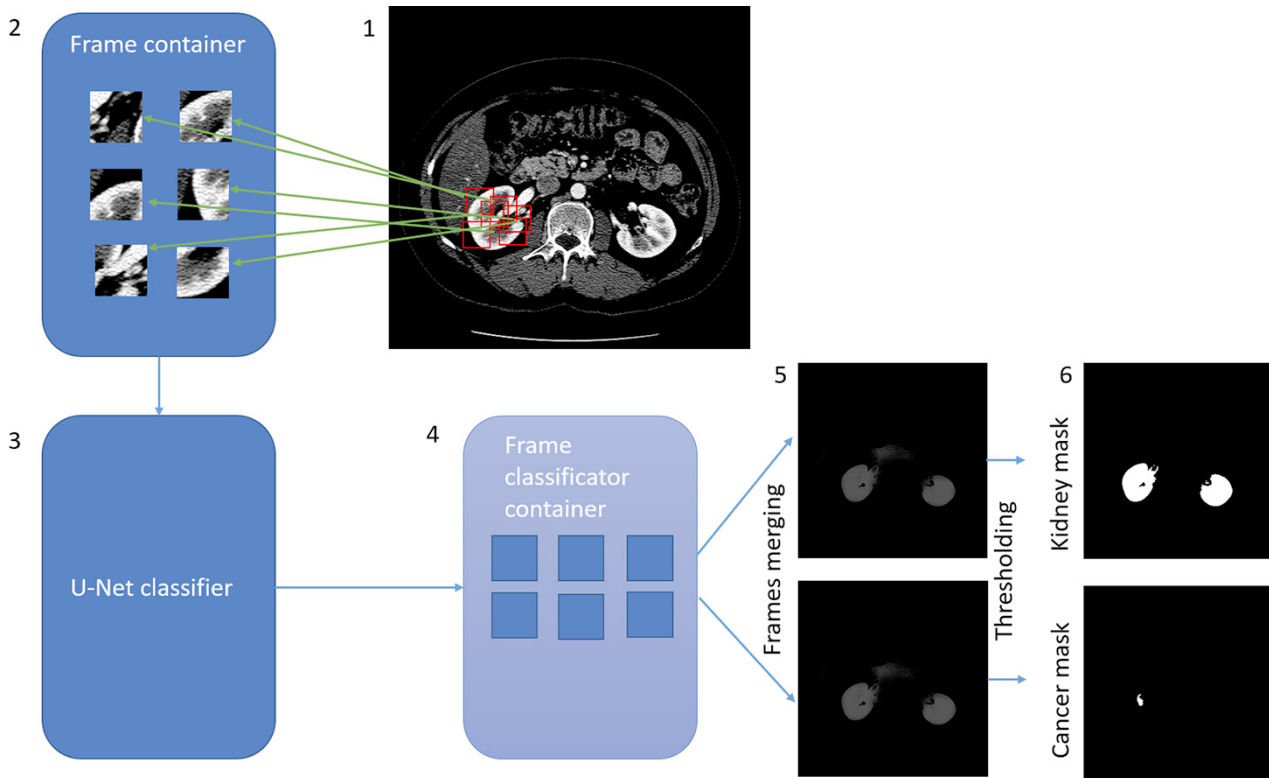 2
Frame container
1
3
U-Net classifier
4
Frame
classificator
container
Frames merging
5
Thresholding
6
Kidney mask
Cancer mask